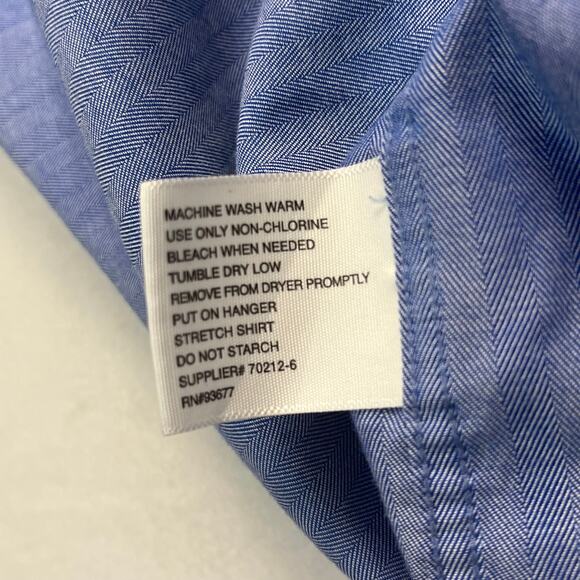 MACHINE WASH WARM
USE ONLY NON-CHLORINE
BLEACH WHEN NEEDED
TUMBLE DRY LOW
REMOVE FROM DRYER PROMPTLY
PUT ON HANGER
STRETCH SHIRT
DO NOT STARCH
SUPPLIER# 70212-6
RN#93677